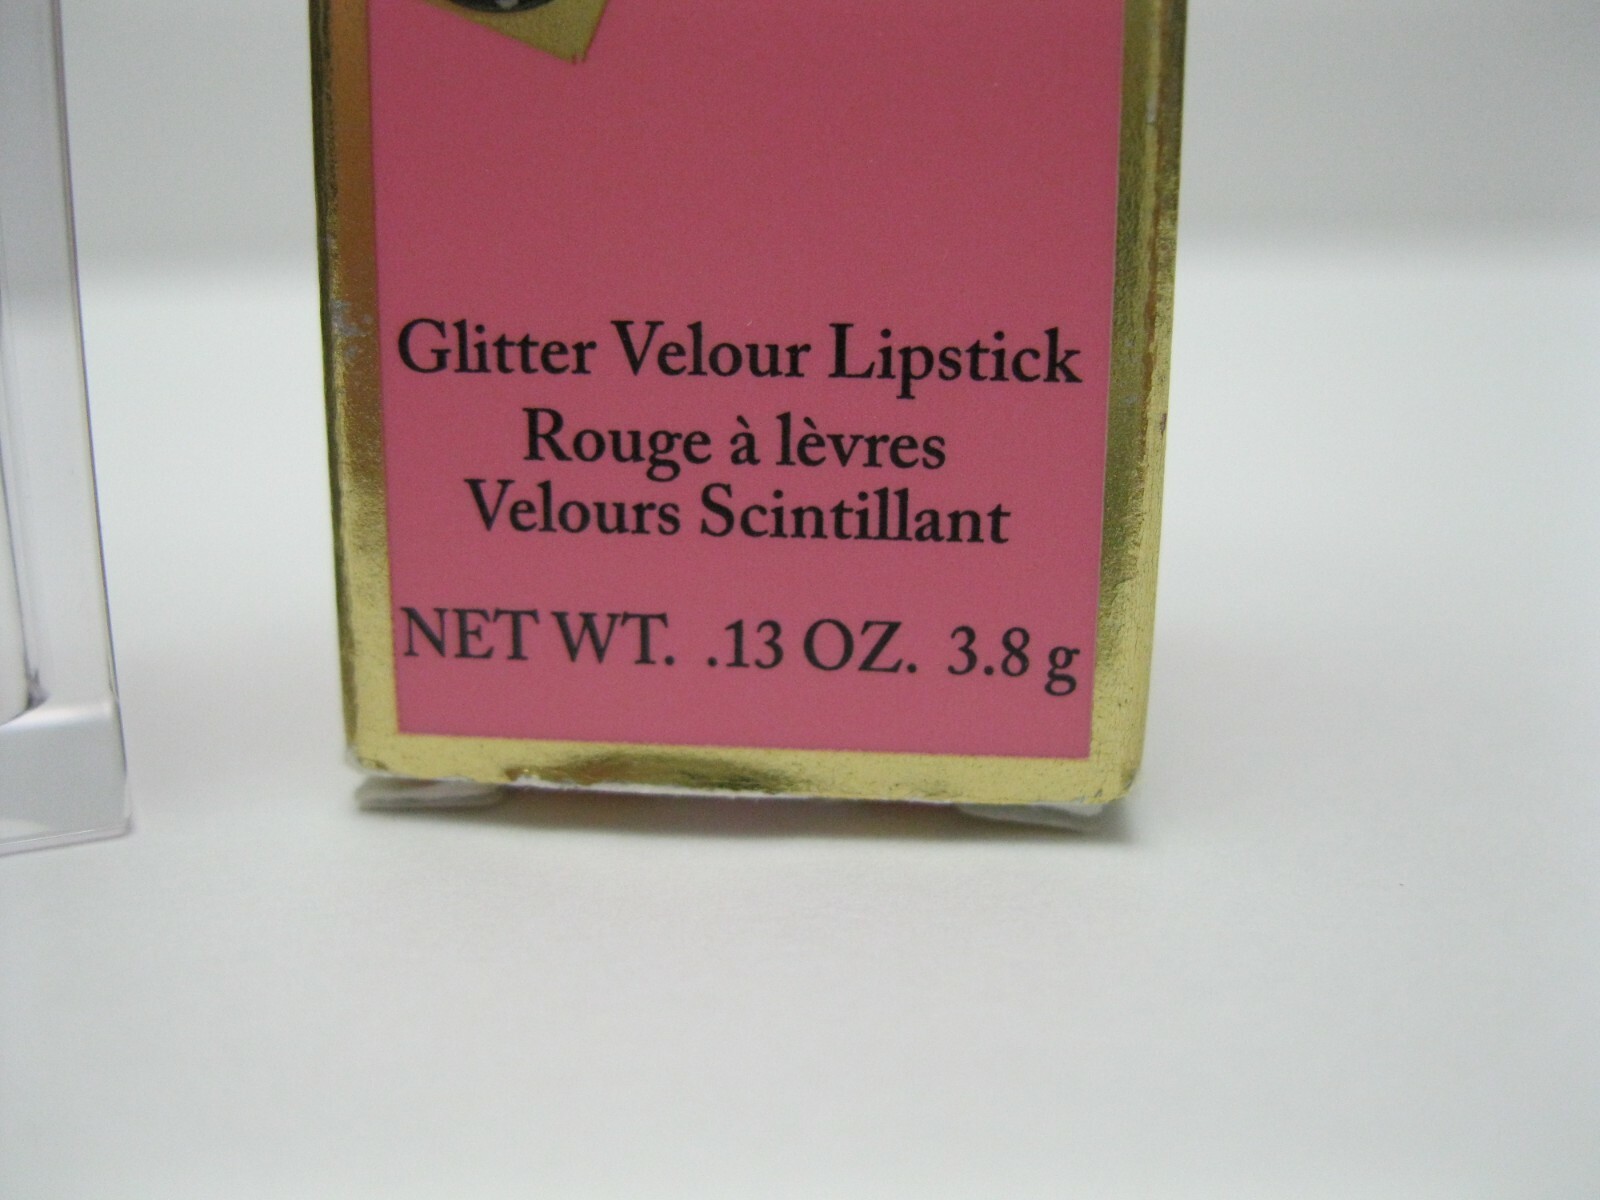 Glitter Velour Lipstick
Rouge à lèvres
Velours Scintillant
NET WT. .13 OZ. 3.8 g